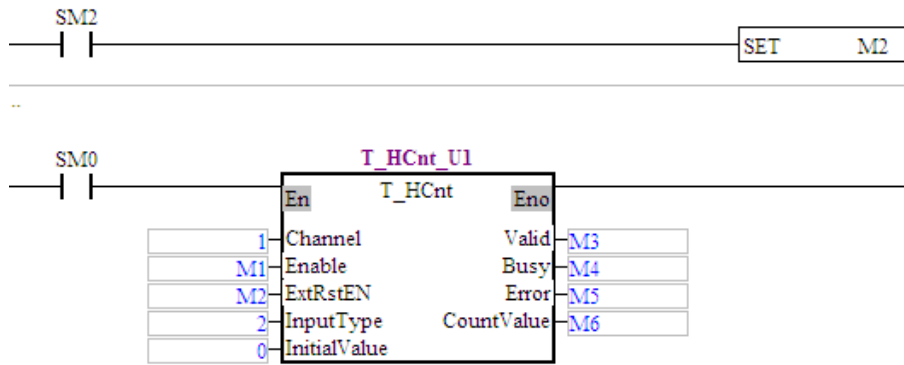 SM2
SET M2
..
SM0
T_HCnt_U1
T_HCnt
En Eno
1 Channel Valid M3
M1 Enable Busy M4
M2 ExtRstEN Error M5
2 InputType CountValue M6
0 InitialValue